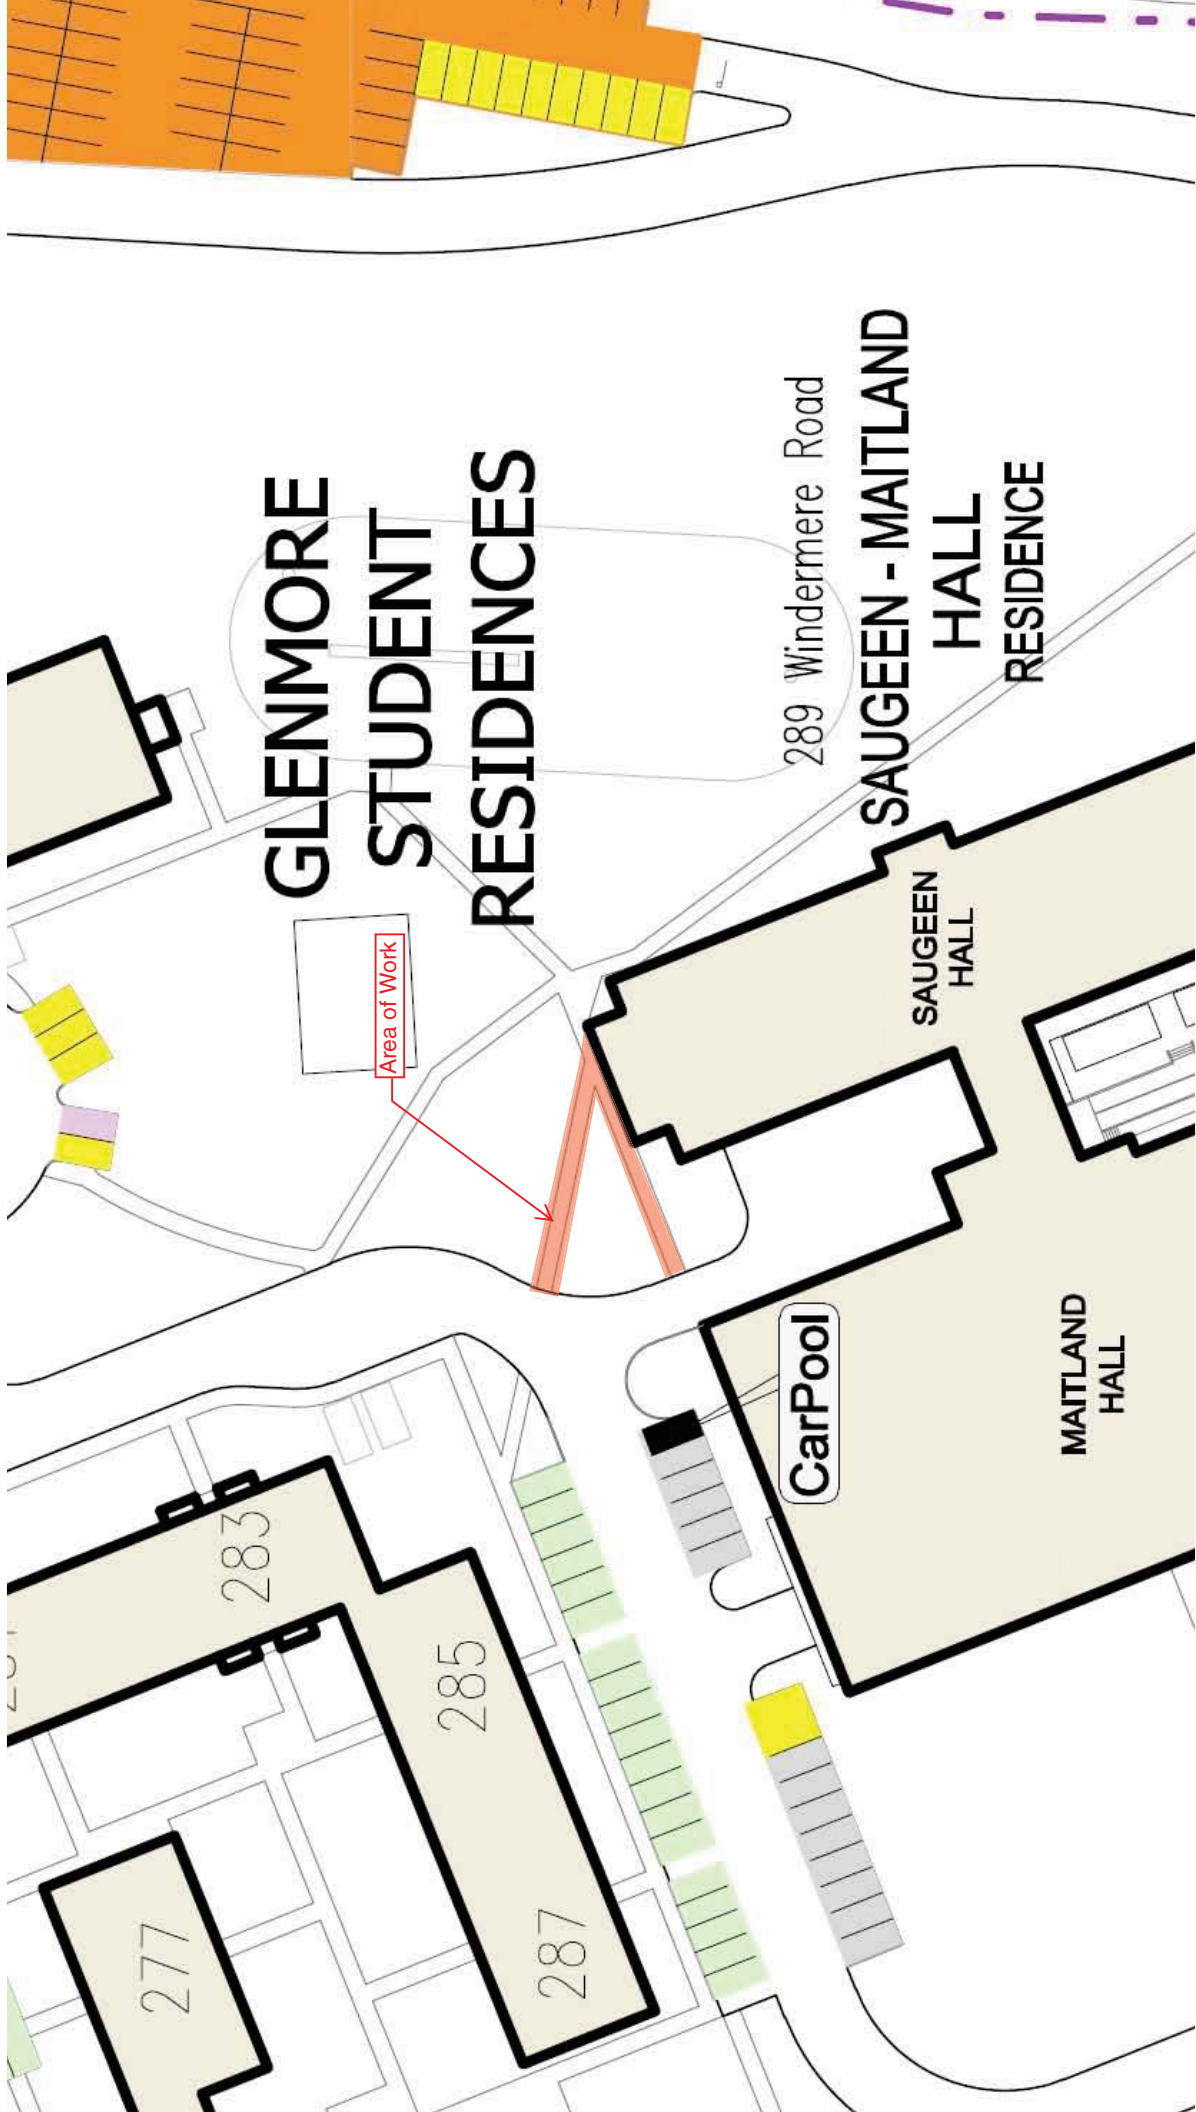 GLENMORE
STUDENT
RESIDENCES
289 Windermere Road
SAUGEEN - MAITLAND
HALL
RESIDENCE
Area of Work
SAUGEEN
HALL
CarPool
MAITLAND
HALL
283
285
287
277